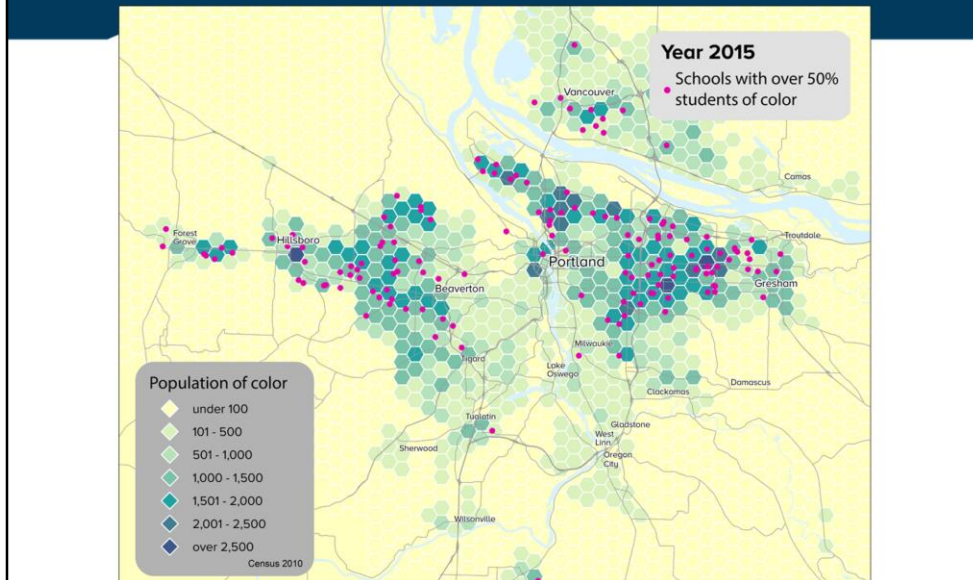 Year 2015
Schools with over 50%
students of color
Vancouver
Camas
Forest
Grove
Hillsboro
Troutdale
Portland
Beaverton
Gresham
Milwaukie
Tigard
Lake
Oswego
Damascus
Clackamas
Tualatin
Gladstone
West
Linn
Sherwood
Oregon
City
Wilsonville
Population of color
under 100
101 - 500
501 - 1,000
1,000 - 1,500
1,501 - 2,000
2,001 - 2,500
over 2,500
Census 2010